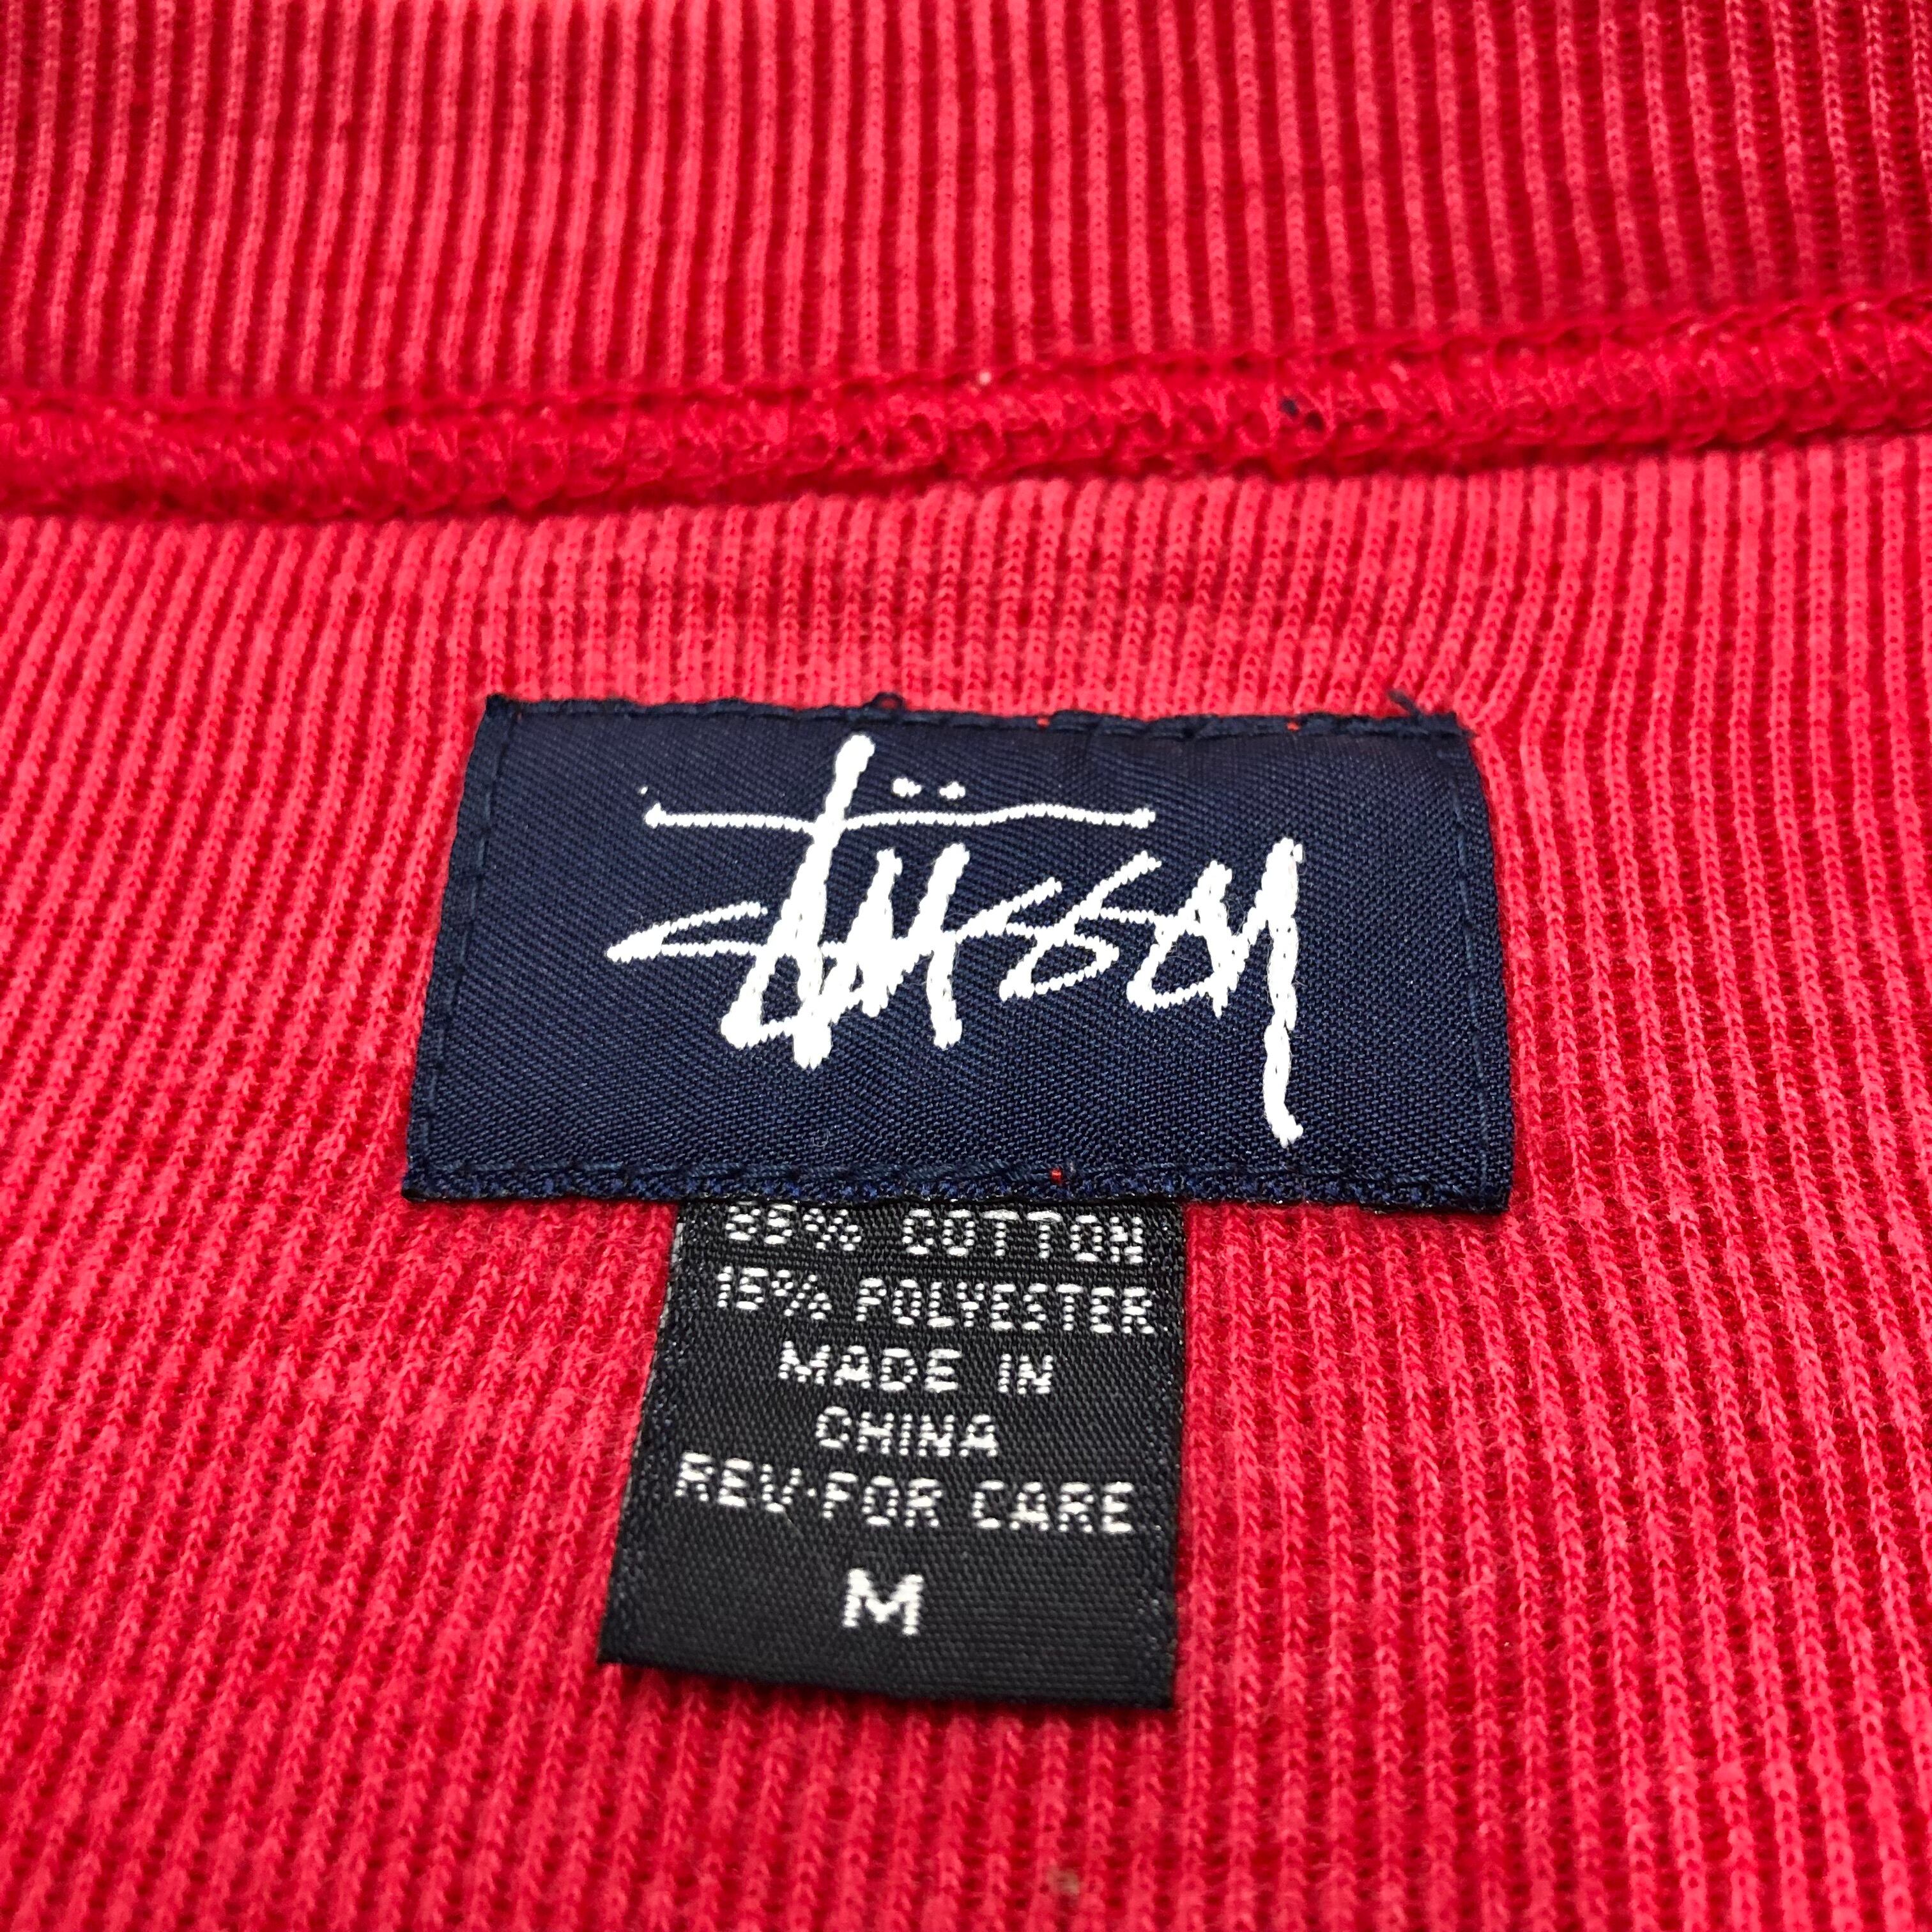 Stüssy
85% COTTON
15% POLYESTER
MADE IN
CHINA
REV·FOR CARE
M